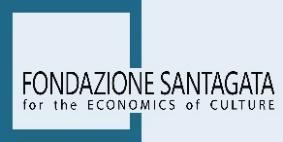 FONDAZIONE SANTAGATA
for the ECONOMICS of CULTURE